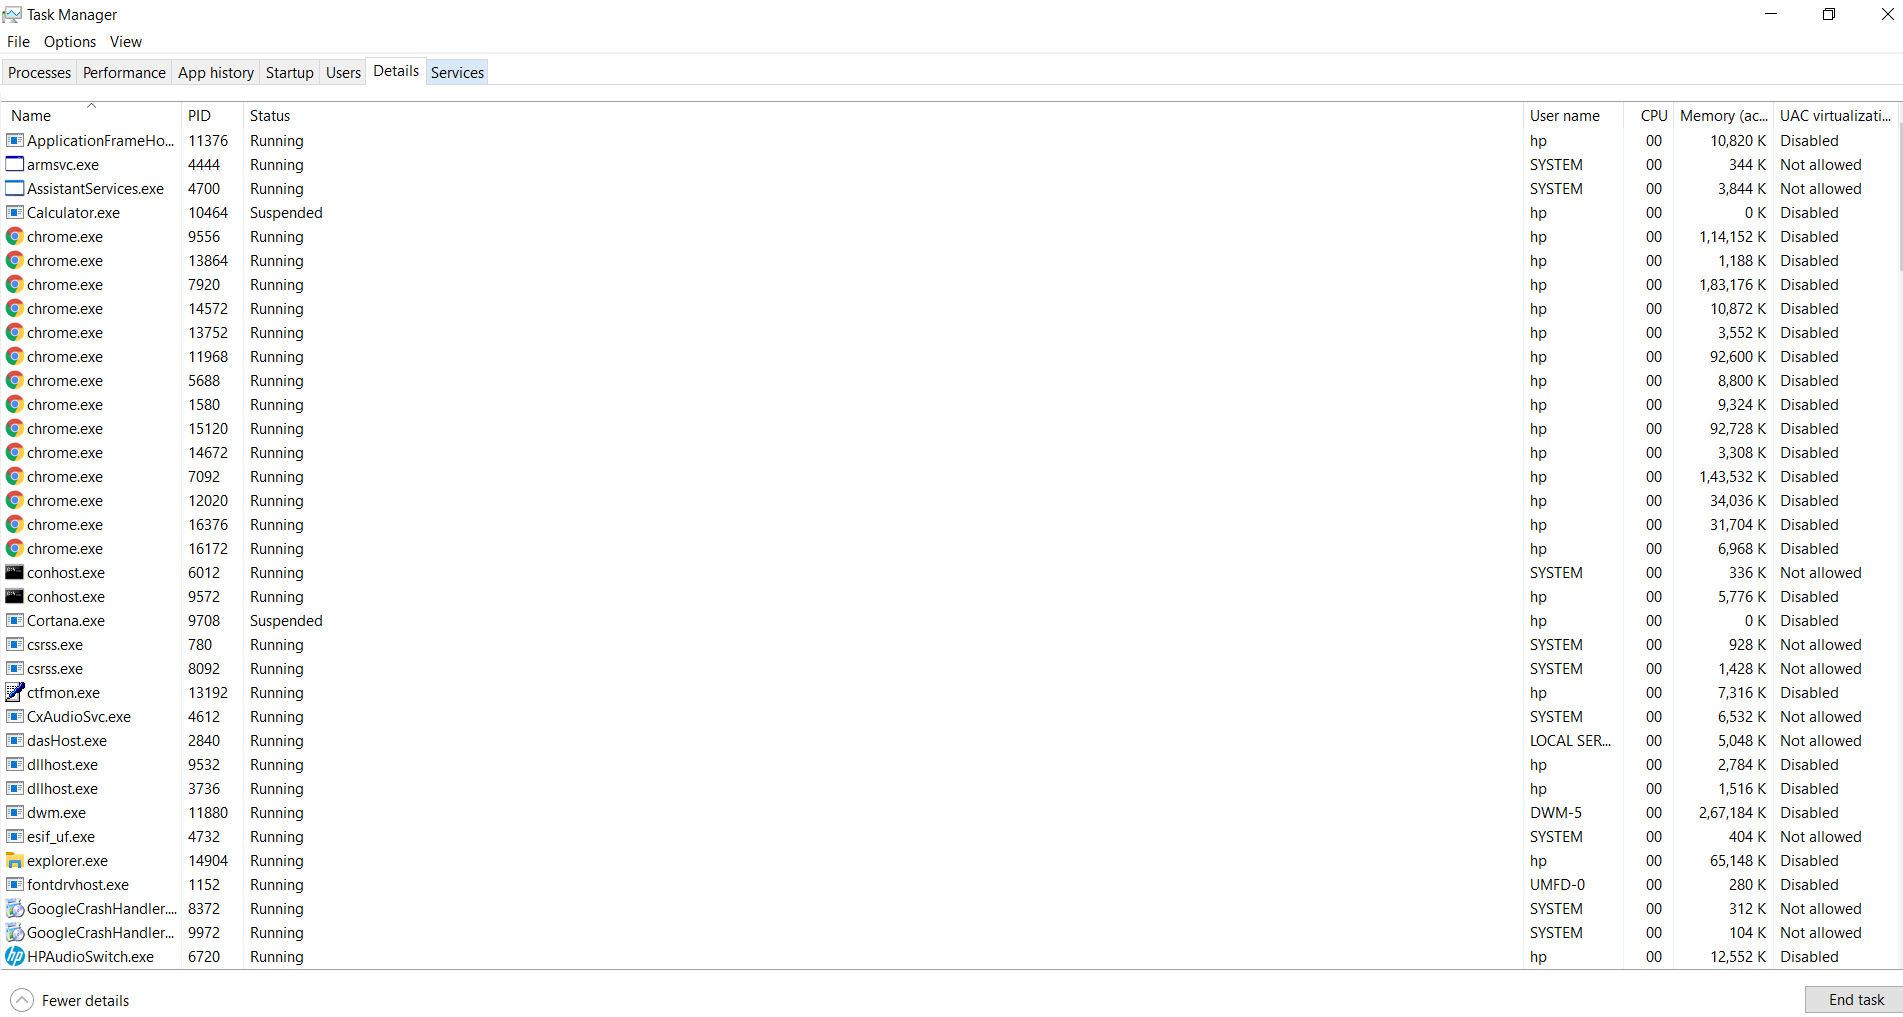 Task Manager
File Options View
Processes Performance App history Startup Users Details Services
Name PID Status User name CPU Memory (ac... UAC virtualizati...
ApplicationFrameHo... 11376 Running hp 00 10,820 K Disabled
armsvc.exe 4444 Running SYSTEM 00 344 K Not allowed
AssistantServices.exe 4700 Running SYSTEM 00 3,844 K Not allowed
Calculator.exe 10464 Suspended hp 00 0 K Disabled
chrome.exe 9556 Running hp 00 1,14,152 K Disabled
chrome.exe 13864 Running hp 00 1,188 K Disabled
chrome.exe 7920 Running hp 00 1,83,176 K Disabled
chrome.exe 14572 Running hp 00 10,872 K Disabled
chrome.exe 13752 Running hp 00 3,552 K Disabled
chrome.exe 11968 Running hp 00 92,600 K Disabled
chrome.exe 5688 Running hp 00 8,800 K Disabled
chrome.exe 1580 Running hp 00 9,324 K Disabled
chrome.exe 15120 Running hp 00 92,728 K Disabled
chrome.exe 14672 Running hp 00 3,308 K Disabled
chrome.exe 7092 Running hp 00 1,43,532 K Disabled
chrome.exe 12020 Running hp 00 34,036 K Disabled
chrome.exe 16376 Running hp 00 31,704 K Disabled
chrome.exe 16172 Running hp 00 6,968 K Disabled
conhost.exe 6012 Running SYSTEM 00 336 K Not allowed
conhost.exe 9572 Running hp 00 5,776 K Disabled
Cortana.exe 9708 Suspended hp 00 0 K Disabled
csrss.exe 780 Running SYSTEM 00 928 K Not allowed
csrss.exe 8092 Running SYSTEM 00 1,428 K Not allowed
ctfmon.exe 13192 Running hp 00 7,316 K Disabled
CxAudioSvc.exe 4612 Running SYSTEM 00 6,532 K Not allowed
dasHost.exe 2840 Running LOCAL SER... 00 5,048 K Not allowed
dllhost.exe 9532 Running hp 00 2,784 K Disabled
dllhost.exe 3736 Running hp 00 1,516 K Disabled
dwm.exe 11880 Running DWM-5 00 2,67,184 K Disabled
esif_uf.exe 4732 Running SYSTEM 00 404 K Not allowed
explorer.exe 14904 Running hp 00 65,148 K Disabled
fontdrvhost.exe 1152 Running UMFD-0 00 280 K Disabled
GoogleCrashHandler.... 8372 Running SYSTEM 00 312 K Not allowed
GoogleCrashHandler... 9972 Running SYSTEM 00 104 K Not allowed
hp HPAudioSwitch.exe 6720 Running hp 00 12,552 K Disabled
Fewer details End task